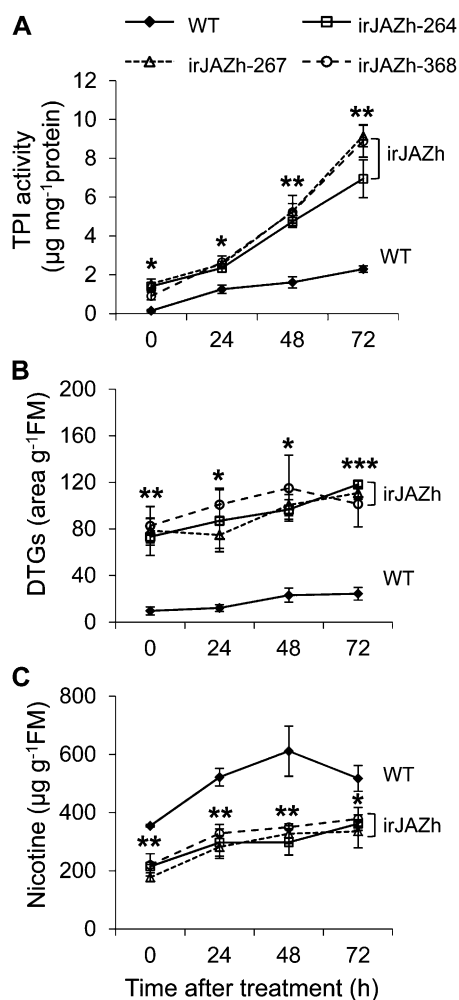 A
WT irJAZh-264
irJAZh-267 irJAZh-368
TPI activity
(µg mg⁻¹protein)
12
10
8
6
4
2
0
*
*
**
**
irJAZh
WT
0 24 48 72
B
DTGs (area g⁻¹FM)
200
160
120
80
40
0
**
*
*
***
irJAZh
WT
0 24 48 72
C
Nicotine (µg g⁻¹FM)
800
600
400
200
0
**
**
**
*
WT
irJAZh
0 24 48 72
Time after treatment (h)